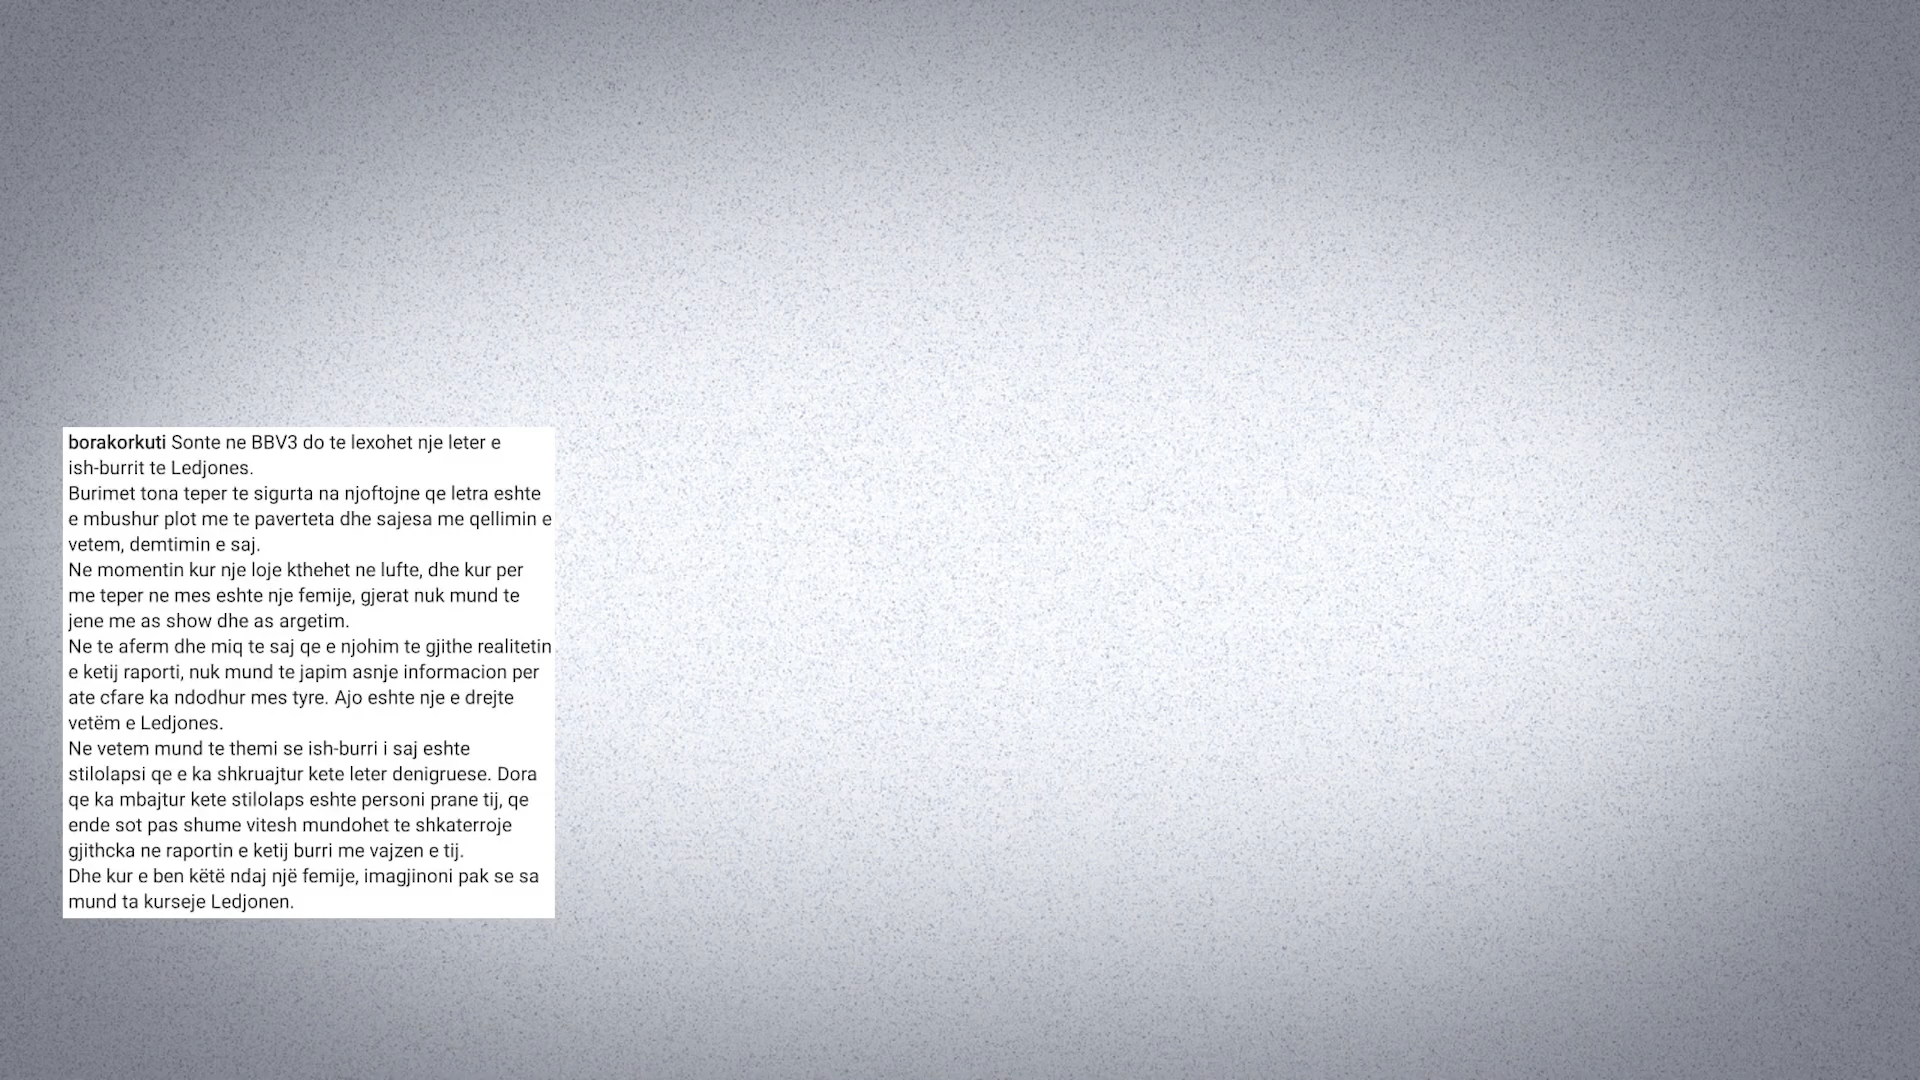 borakorkuti Sonte ne BBV3 do te lexohet nje leter e
ish-burrit te Ledjones.
Burimet tona teper te sigurta na njoftojne qe letra eshte
e mbushur plot me te paverteta dhe sajesa me qellimin e
vetem, demtimin e saj.
Ne momentin kur nje loje kthehet ne lufte, dhe kur per
me teper ne mes eshte nje femije, gjerat nuk mund te
jene me as show dhe as argetim.
Ne te aferm dhe miq te saj qe e njohim te gjithe realitetin
e ketij raporti, nuk mund te japim asnje informacion per
ate cfare ka ndodhur mes tyre. Ajo eshte nje e drejte
vetëm e Ledjones.
Ne vetem mund te themi se ish-burri i saj eshte
stilolapsi qe e ka shkruajtur kete leter denigruese. Dora
qe ka mbajtur kete stilolaps eshte personi prane tij, qe
ende sot pas shume vitesh mundohet te shkaterroje
gjithcka ne raportin e ketij burri me vajzen e tij.
Dhe kur e ben këtë ndaj një femije, imagjinoni pak se sa
mund ta kurseje Ledjonen.